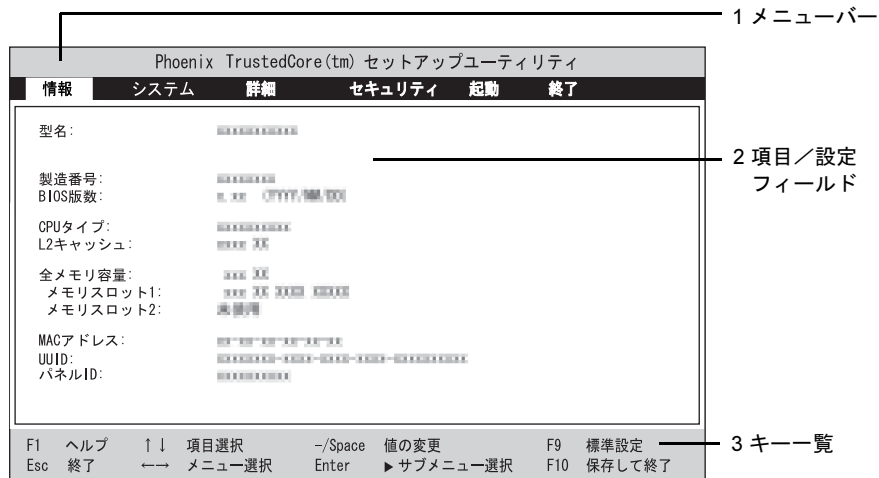 1 メニューバー
Phoenix TrustedCore(tm) セットアップユーティリティ
情報 システム 詳細 セキュリティ 起動 終了
型名:
2 項目／設定
フィールド
製造番号:
BIOS版数:
CPUタイプ:
L2キャッシュ:
全メモリ容量:
メモリスロット1:
メモリスロット2: 未使用
MACアドレス:
UUID:
パネルID:
F1 ヘルプ ↑↓ 項目選択 -/Space 値の変更 F9 標準設定
3 キー一覧
Esc 終了 ←→ メニュー選択 Enter ▶サブメニュー選択 F10 保存して終了